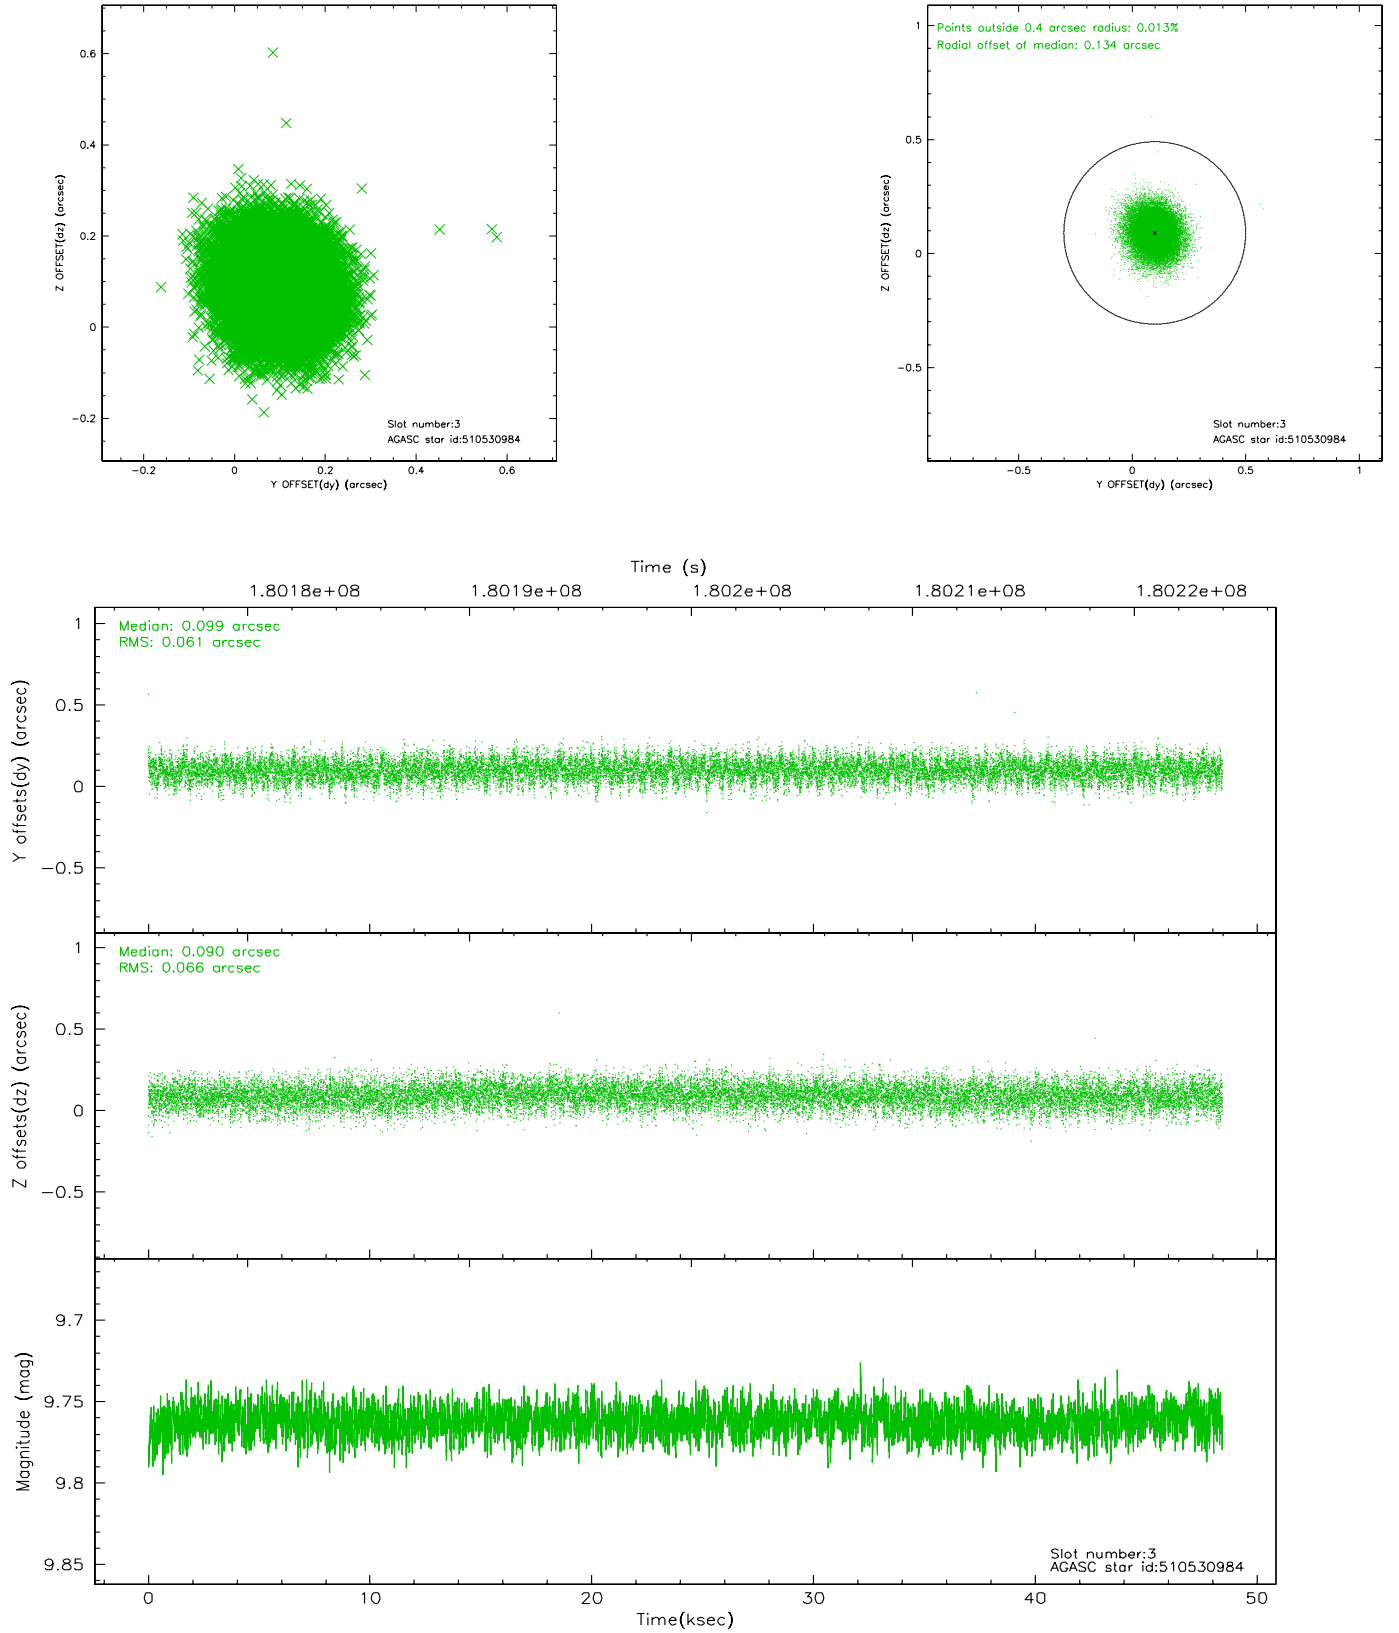 0.6
0.4
0.2
0
−0.2
Z OFFSET(dz) (arcsec)
−0.2 0 0.2 0.4 0.6
Y OFFSET(dy) (arcsec)
Slot number:3
AGASC star id:510530984
Points outside 0.4 arcsec radius: 0.013%
Radial offset of median: 0.134 arcsec
1
0.5
0
−0.5
Z OFFSET(dz) (arcsec)
−0.5 0 0.5 1
Y OFFSET(dy) (arcsec)
Slot number:3
AGASC star id:510530984
Time (s)
1.8018e+08 1.8019e+08 1.802e+08 1.8021e+08 1.8022e+08
Median: 0.099 arcsec
RMS: 0.061 arcsec
1
0.5
0
−0.5
Y offsets(dy) (arcsec)
Median: 0.090 arcsec
RMS: 0.066 arcsec
1
0.5
0
−0.5
Z offsets(dz) (arcsec)
9.7
9.75
9.8
9.85
Magnitude (mag)
Slot number:3
AGASC star id:510530984
0 10 20 30 40 50
Time(ksec)